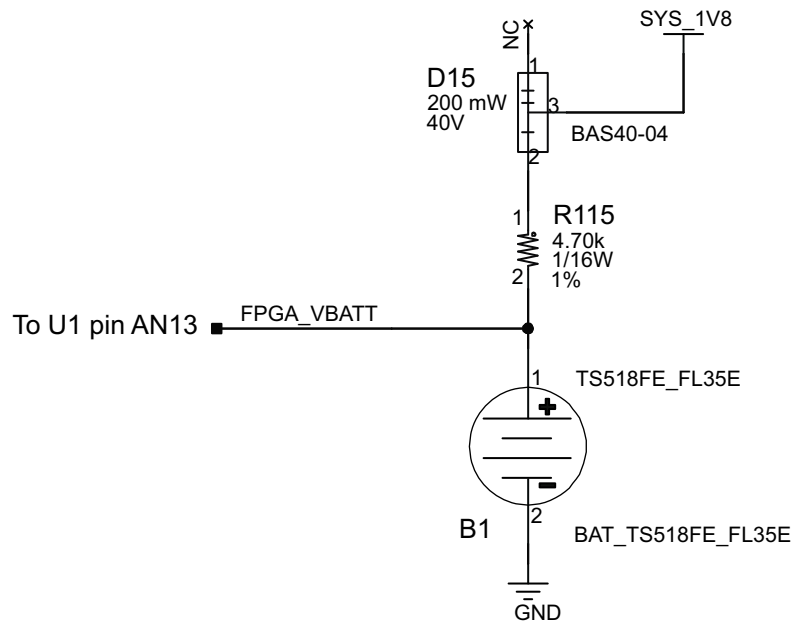 SYS_1V8
NC
1
D15
200 mW
40V
3
BAS40-04
2
1
R115
4.70k
1/16W
1%
2
To U1 pin AN13
FPGA_VBATT
1
TS518FE_FL35E
+
-
B1
2
BAT_TS518FE_FL35E
GND